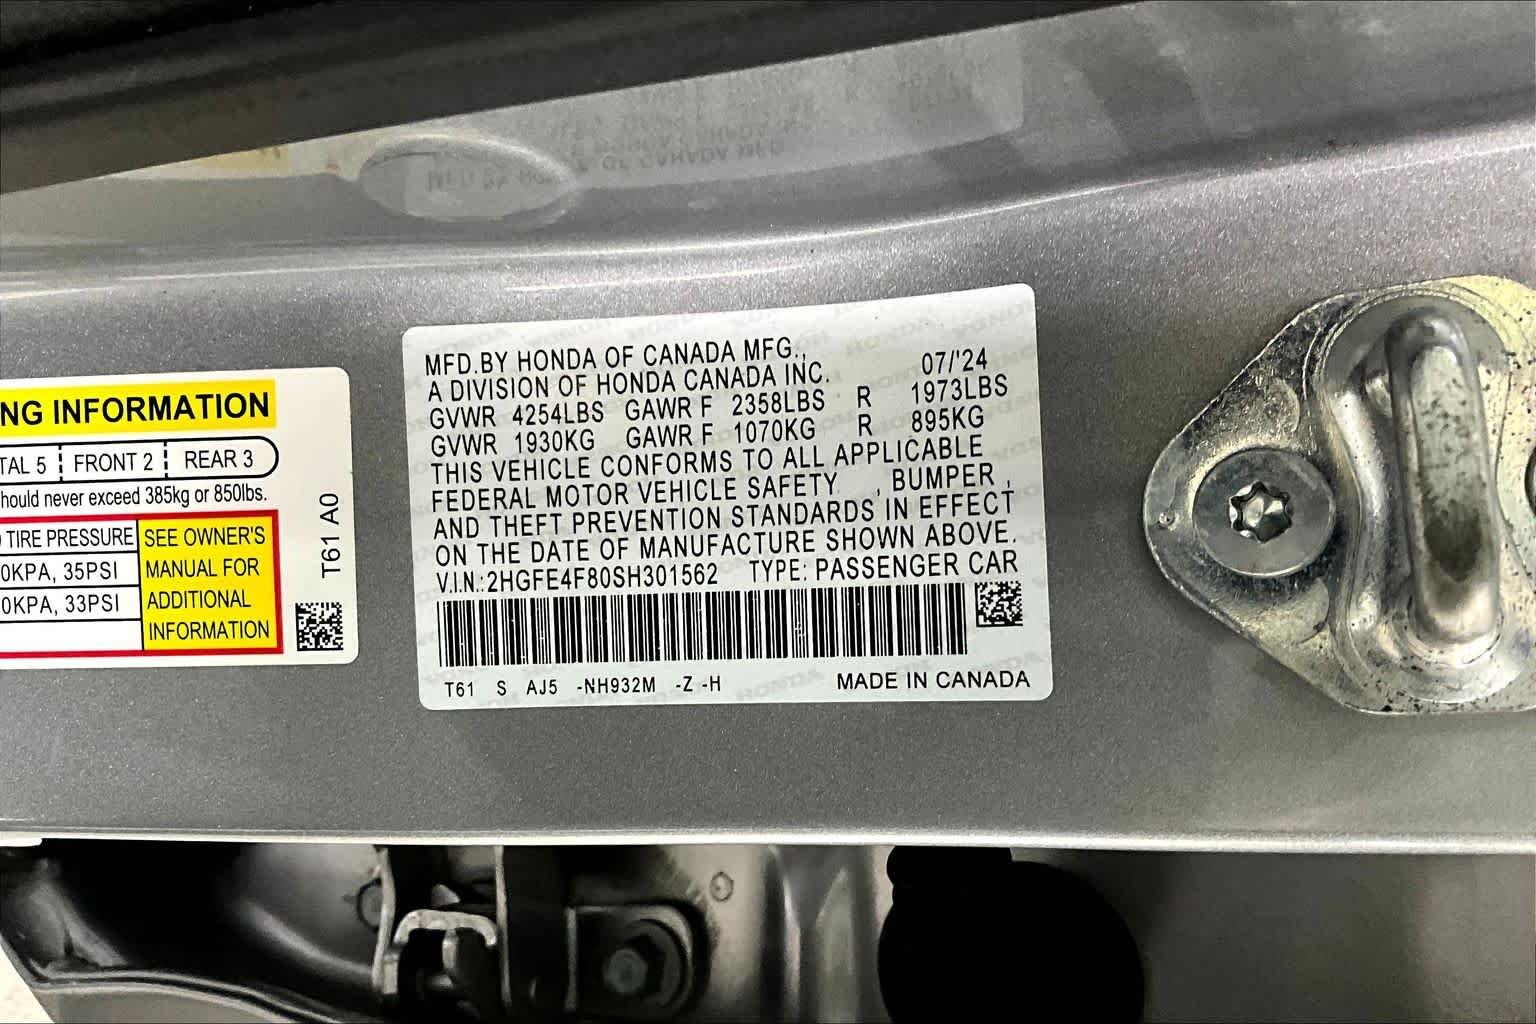 NG INFORMATION
TAL 5 FRONT 2 REAR 3
hould never exceed 385kg or 850lbs.
TIRE PRESSURE
0KPA, 35PSI
0KPA, 33PSI
SEE OWNER'S
MANUAL FOR
ADDITIONAL
INFORMATION
T61 A0
MFD.BY HONDA OF CANADA MFG.,
A DIVISION OF HONDA CANADA INC. 07/'24
GVWR 4254LBS GAWR F 2358LBS R 1973LBS
GVWR 1930KG GAWR F 1070KG R 895KG
THIS VEHICLE CONFORMS TO ALL APPLICABLE
FEDERAL MOTOR VEHICLE SAFETY , BUMPER ,
AND THEFT PREVENTION STANDARDS IN EFFECT
ON THE DATE OF MANUFACTURE SHOWN ABOVE.
V.I.N.:2HGFE4F80SH301562 TYPE: PASSENGER CAR
T61 S AJ5 -NH932M -Z -H MADE IN CANADA